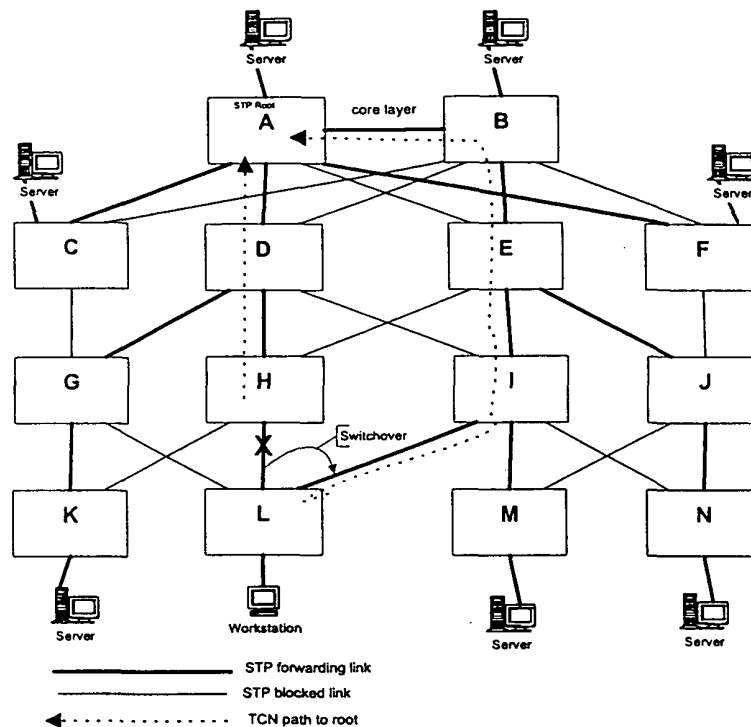 Server
Server
STP Root
A
core layer
B
Server
Server
C
D
E
F
G
H
I
J
X
Switchover
K
L
M
N
Server
Workstation
Server
Server
STP forwarding link
STP blocked link
TCN path to root